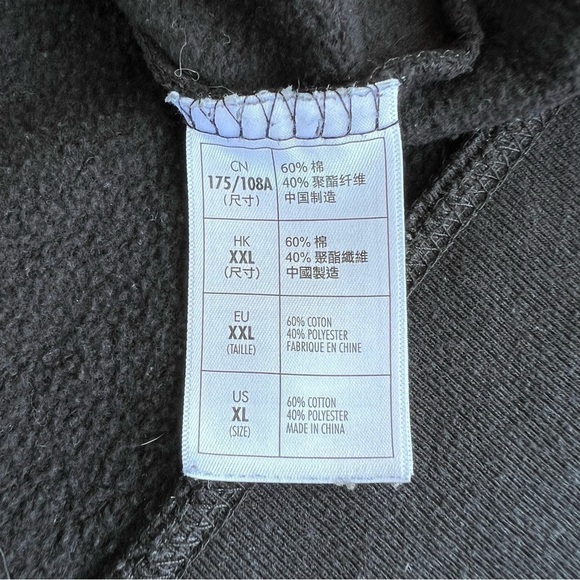 CN
175/108A
(尺寸)
60% 棉
40% 聚酯纤维
中国制造
HK
XXL
(尺寸)
60% 棉
40% 聚酯纖維
中國製造
EU
XXL
(TAILLE)
60% COTON
40% POLYESTER
FABRIQUE EN CHINE
US
XL
(SIZE)
60% COTTON
40% POLYESTER
MADE IN CHINA